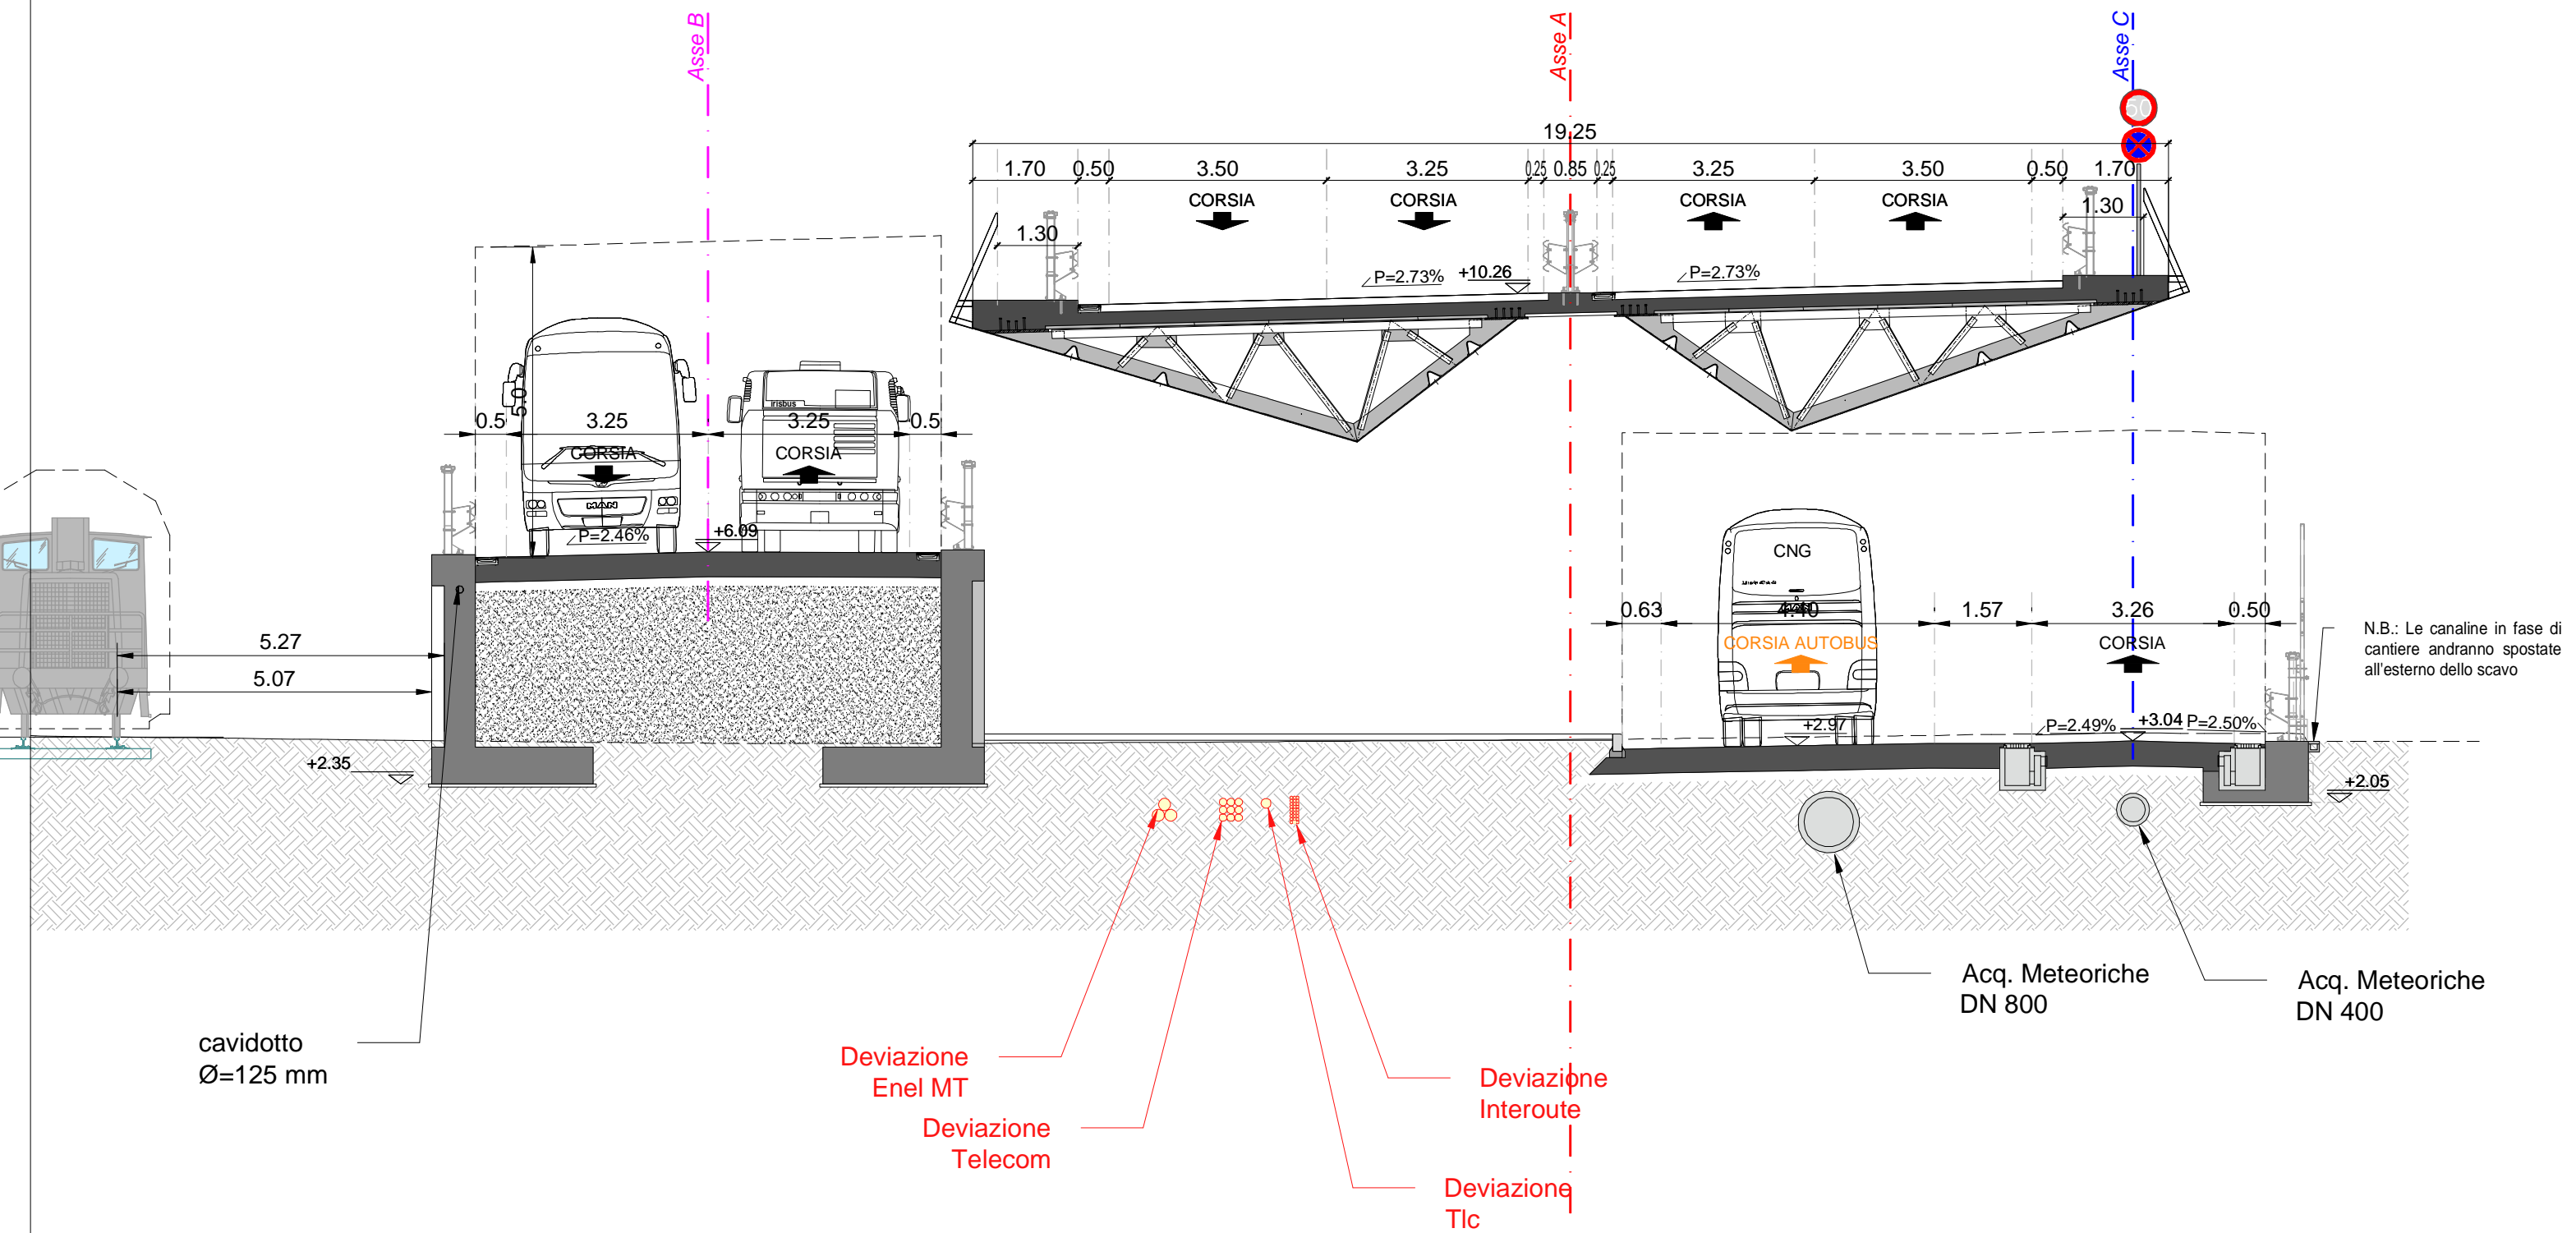 Asse B
Asse A
Asse C
50
19.25
1.70 0.50 3.50 3.25 0.25 0.85 0.25 3.25 3.50 0.50 1.70
CORSIA CORSIA CORSIA CORSIA
1.30 1.30
P=2.73% +10.26 P=2.73%
5.0
irisbus
0.5 3.25 3.25 0.5
CORSIA CORSIA
MAN
P=2.46% +6.09
CNG
0.63 4.40 1.57 3.26 0.50
MAN
CORSIA AUTOBUS CORSIA
N.B.: Le canaline in fase di
cantiere andranno spostate
all'esterno dello scavo
5.27
5.07
+2.97 P=2.49% +3.04 P=2.50%
+2.35
+2.05
Acq. Meteoriche
DN 800
Acq. Meteoriche
DN 400
cavidotto
Ø=125 mm
Deviazione
Enel MT
Deviazione
Interoute
Deviazione
Telecom
Deviazione
Tlc